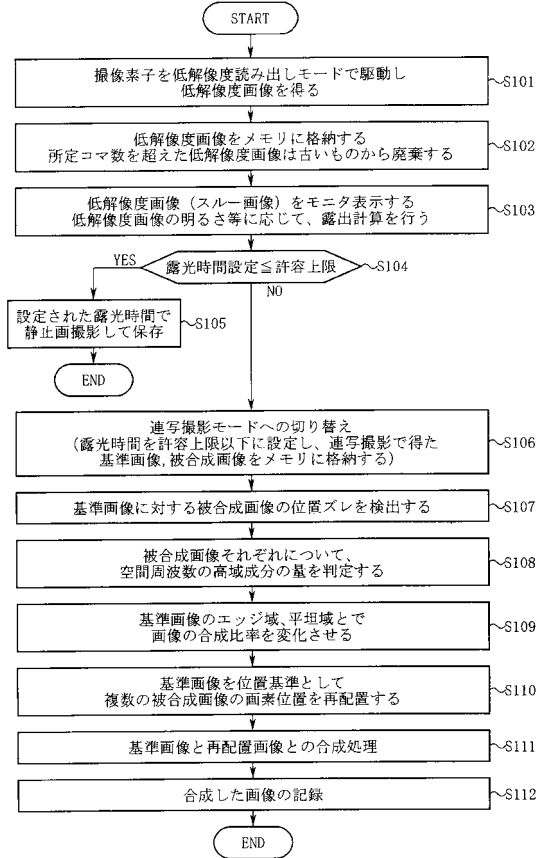 START
撮像素子を低解像度読み出しモードで駆動し
低解像度画像を得る
S101
低解像度画像をメモリに格納する
所定コマ数を超えた低解像度画像は古いものから廃棄する
S102
低解像度画像（スルー画像）をモニタ表示する
低解像度画像の明るさ等に応じて、露出計算を行う
S103
露光時間設定≦許容上限
S104
YES
NO
設定された露光時間で
静止画撮影して保存
S105
END
連写撮影モードへの切り替え
(露光時間を許容上限以下に設定し、連写撮影で得た
基準画像,被合成画像をメモリに格納する)
S106
基準画像に対する被合成画像の位置ズレを検出する
S107
被合成画像それぞれについて、
空間周波数の高域成分の量を判定する
S108
基準画像のエッジ域、平坦域とで
画像の合成比率を変化させる
S109
基準画像を位置基準として
複数の被合成画像の画素位置を再配置する
S110
基準画像と再配置画像との合成処理
S111
合成した画像の記録
S112
END